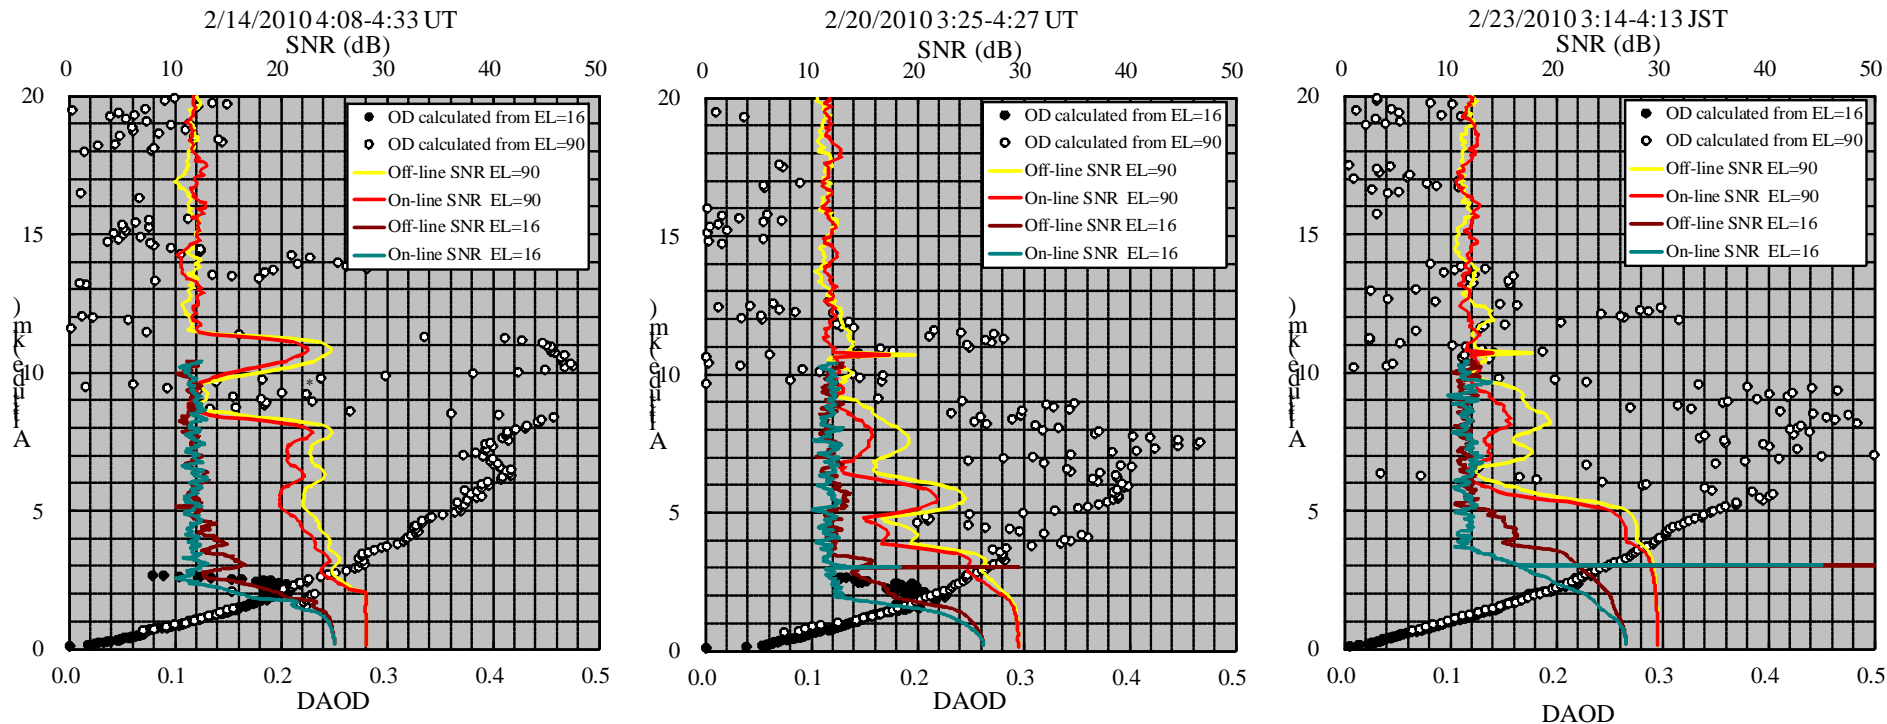 2/14/2010 4:08-4:33 UT
SNR (dB)
0 10 20 30 40 50
20
15
10
5
0
Altitude(km)
0.0 0.1 0.2 0.3 0.4 0.5
DAOD
OD calculated from EL=16
OD calculated from EL=90
Off-line SNR EL=90
On-line SNR EL=90
Off-line SNR EL=16
On-line SNR EL=16
*
2/20/2010 3:25-4:27 UT
SNR (dB)
0 10 20 30 40 50
20
15
10
5
0
Altitude(km)
0.0 0.1 0.2 0.3 0.4 0.5
DAOD
OD calculated from EL=16
OD calculated from EL=90
Off-line SNR EL=90
On-line SNR EL=90
Off-line SNR EL=16
On-line SNR EL=16
2/23/2010 3:14-4:13 JST
SNR (dB)
0 10 20 30 40 50
20
15
10
5
0
Altitude(km)
0.0 0.1 0.2 0.3 0.4 0.5
DAOD
OD calculated from EL=16
OD calculated from EL=90
Off-line SNR EL=90
On-line SNR EL=90
Off-line SNR EL=16
On-line SNR EL=16